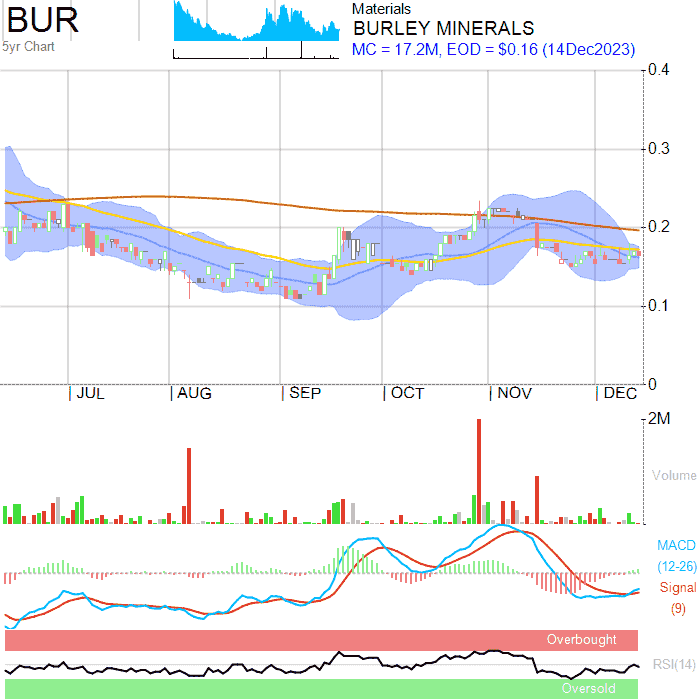 BUR
5yr Chart
Materials
BURLEY MINERALS
MC = 17.2M, EOD = $0.16 (14Dec2023)
0.4
0.3
0.2
0.1
0
JUL AUG SEP OCT NOV DEC
2M
Volume
MACD
(12-26)
Signal
(9)
Overbought
RSI(14)
Oversold